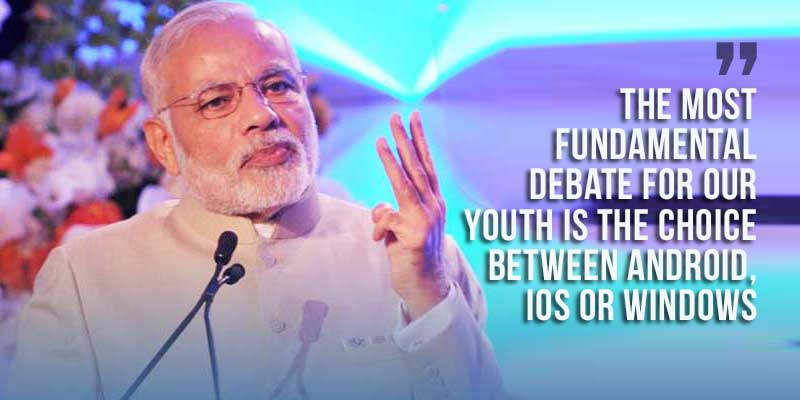 ”
THE MOST
FUNDAMENTAL
DEBATE FOR OUR
YOUTH IS THE CHOICE
BETWEEN ANDROID,
IOS OR WINDOWS